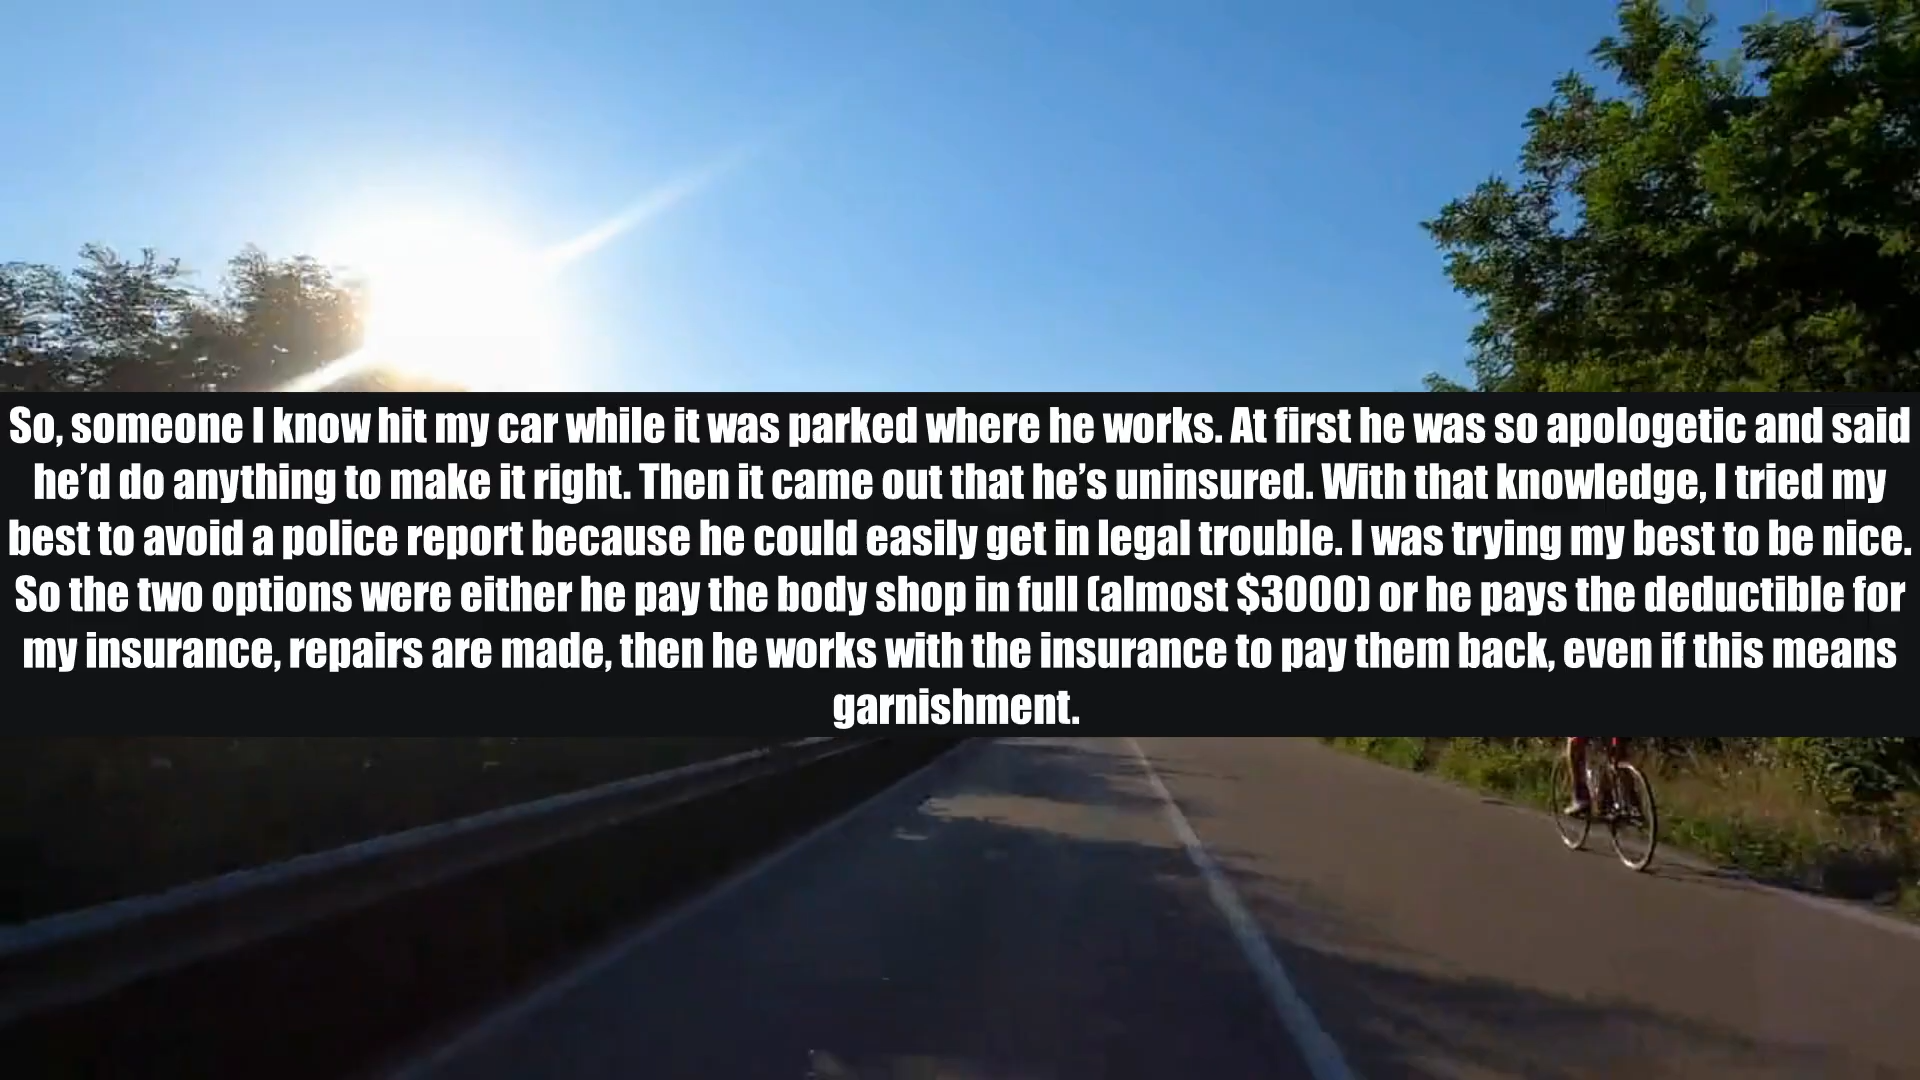 So, someone I know hit my car while it was parked where he works. At first he was so apologetic and said
he’d do anything to make it right. Then it came out that he’s uninsured. With that knowledge, I tried my
best to avoid a police report because he could easily get in legal trouble. I was trying my best to be nice.
So the two options were either he pay the body shop in full (almost $3000) or he pays the deductible for
my insurance, repairs are made, then he works with the insurance to pay them back, even if this means
garnishment.